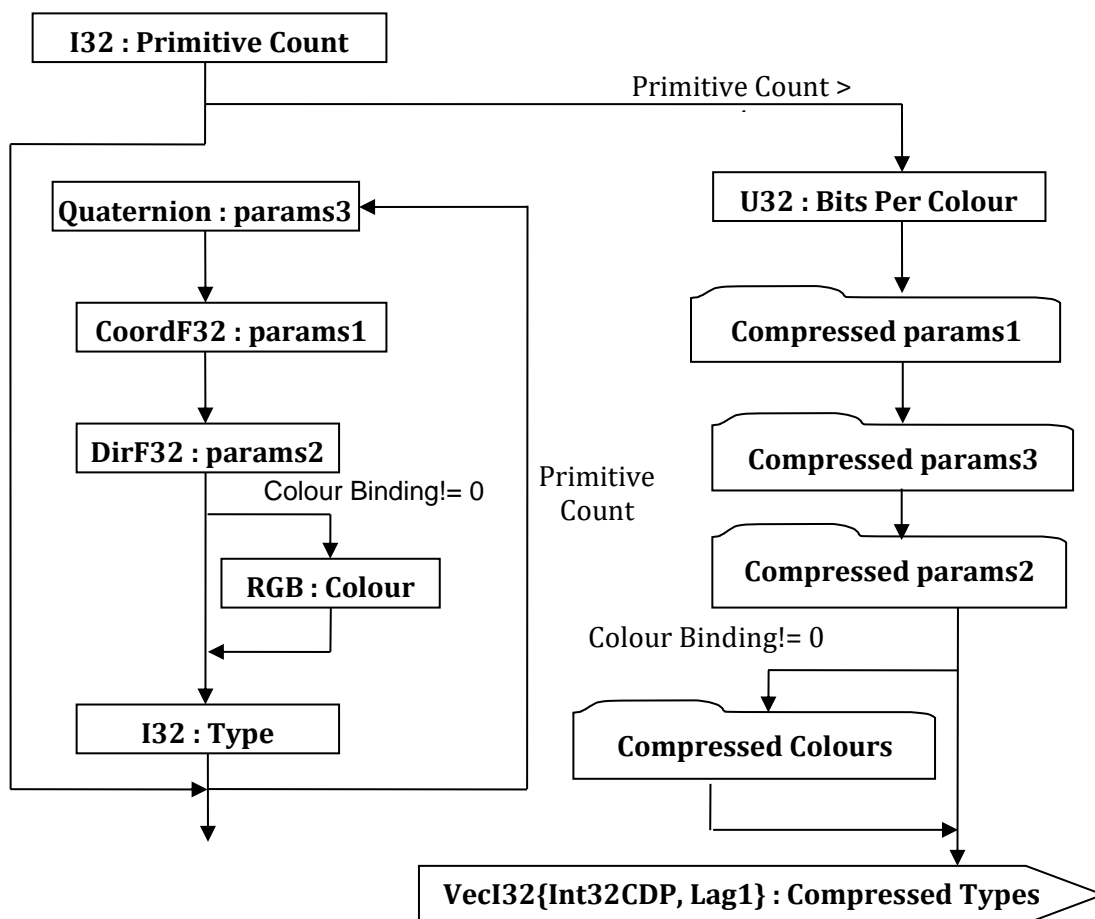 I32 : Primitive Count
Primitive Count >
Quaternion : params3
U32 : Bits Per Colour
CoordF32 : params1
Compressed params1
DirF32 : params2
Compressed params3
Colour Binding!= 0
Primitive
Count
RGB : Colour
Compressed params2
Colour Binding!= 0
I32 : Type
Compressed Colours
VecI32{Int32CDP, Lag1} : Compressed Types